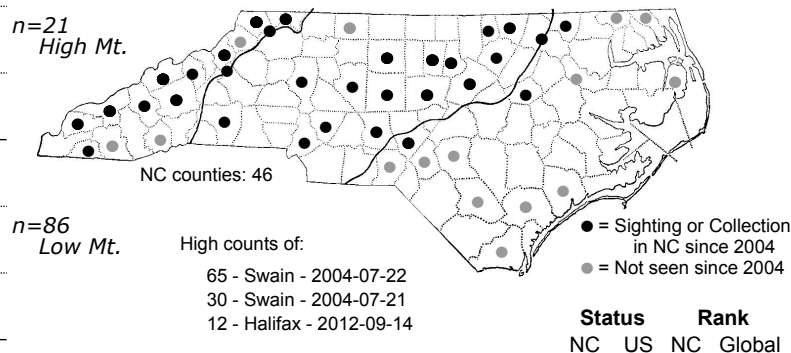 n=21
High Mt.
NC counties: 46
n=86
Low Mt.
High counts of:
65 - Swain - 2004-07-22
30 - Swain - 2004-07-21
12 - Halifax - 2012-09-14
= Sighting or Collection
in NC since 2004
= Not seen since 2004
Status Rank
NC US NC Global